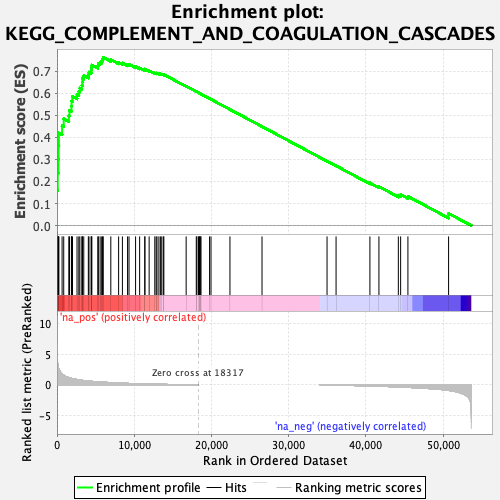 Enrichment plot:
KEGG_COMPLEMENT_AND_COAGULATION_CASCADES
Enrichment score (ES)
0.7
0.6
0.5
0.4
0.3
0.2
0.1
0.0
'na_pos' (positively correlated)
Ranked list metric (PreRanked)
10
5
0
-5
Zero cross at 18317
'na_neg' (negatively correlated)
0
10,000
20,000
30,000
40,000
50,000
Rank in Ordered Dataset
Enrichment profile
Hits
Ranking metric scores